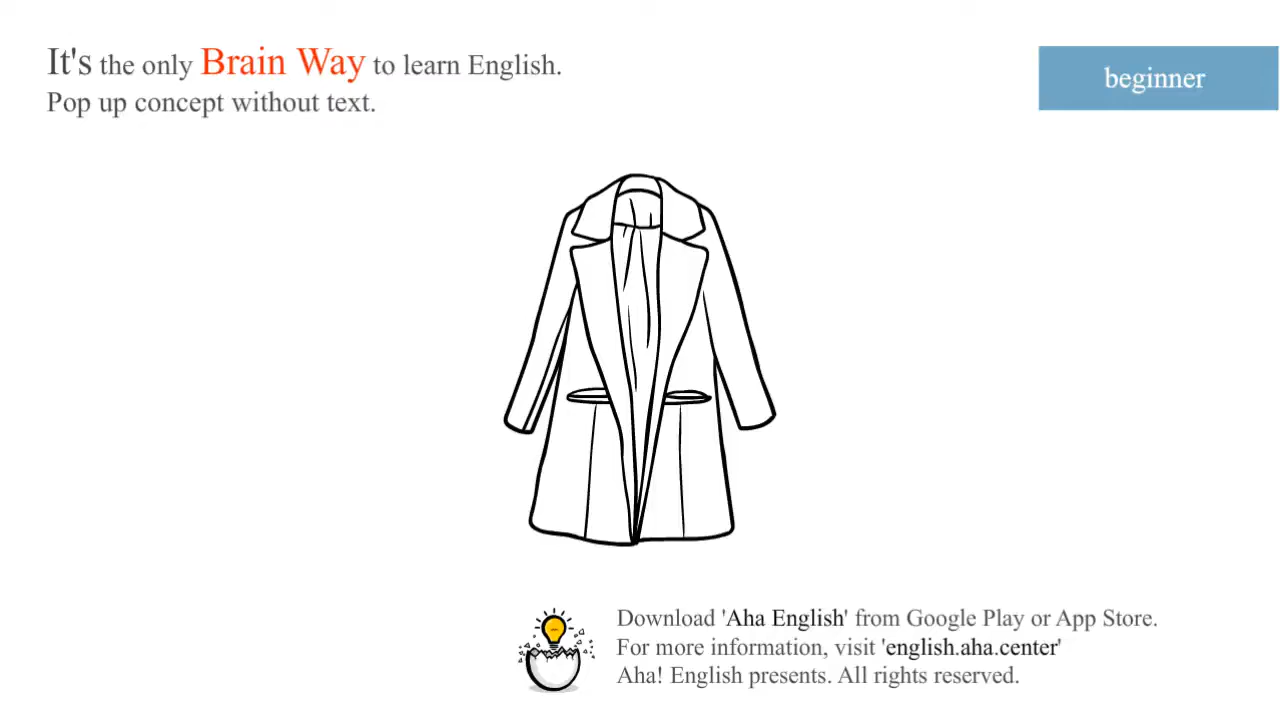 It's the only Brain Way to learn English.
Pop up concept without text.
beginner
Download 'Aha English' from Google Play or App Store.
For more information, visit 'english.aha.center'
Aha! English presents. All rights reserved.